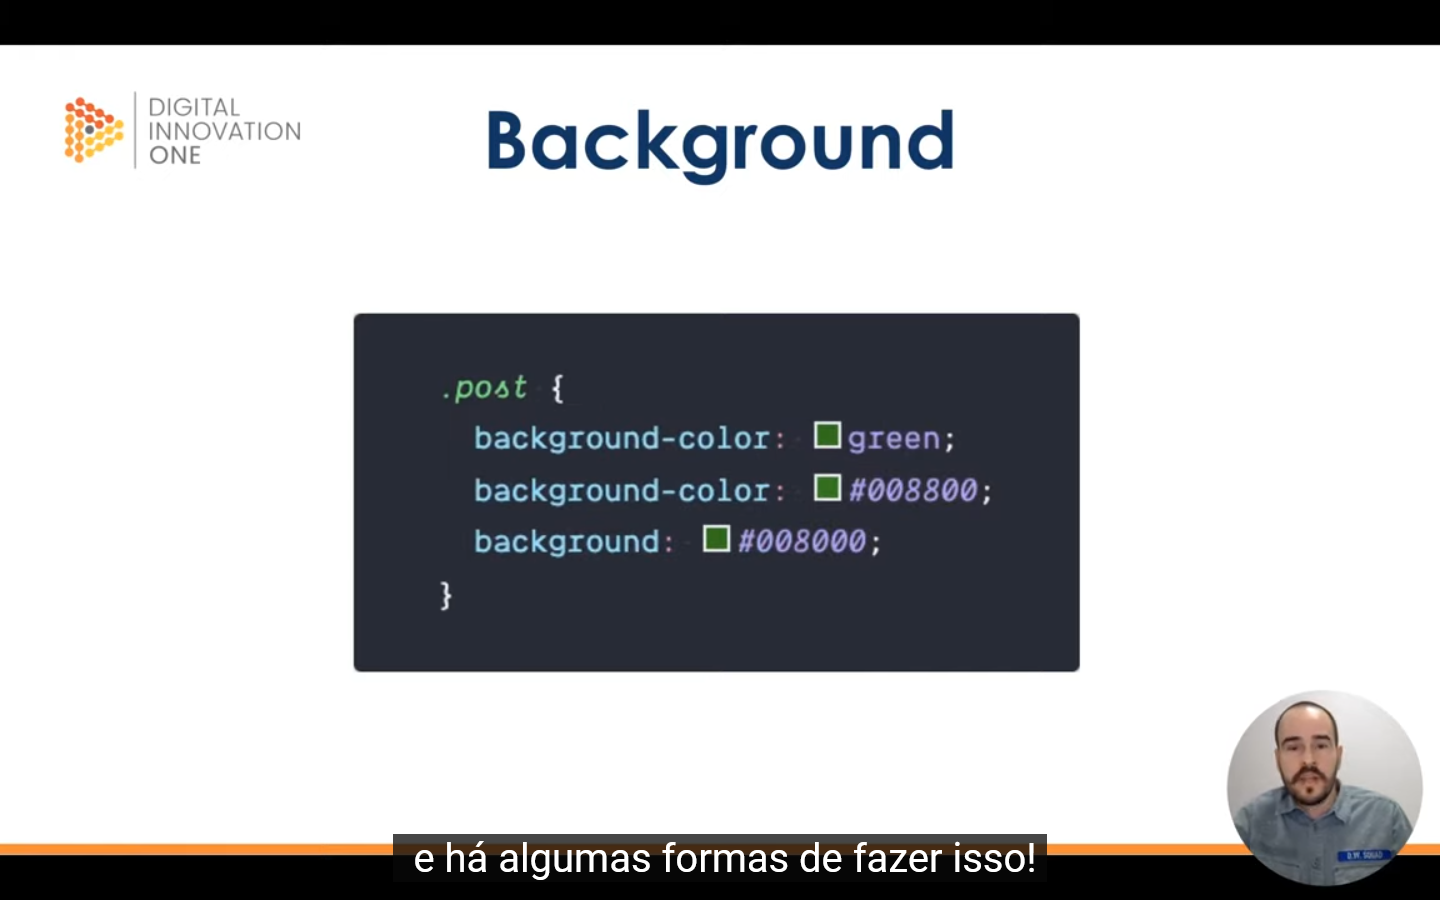 DIGITAL
INNOVATION
ONE
Background
.post {
background-color: green;
background-color: #008800;
background: #008000;
}
D.W. SQUAD
e há algumas formas de fazer isso!